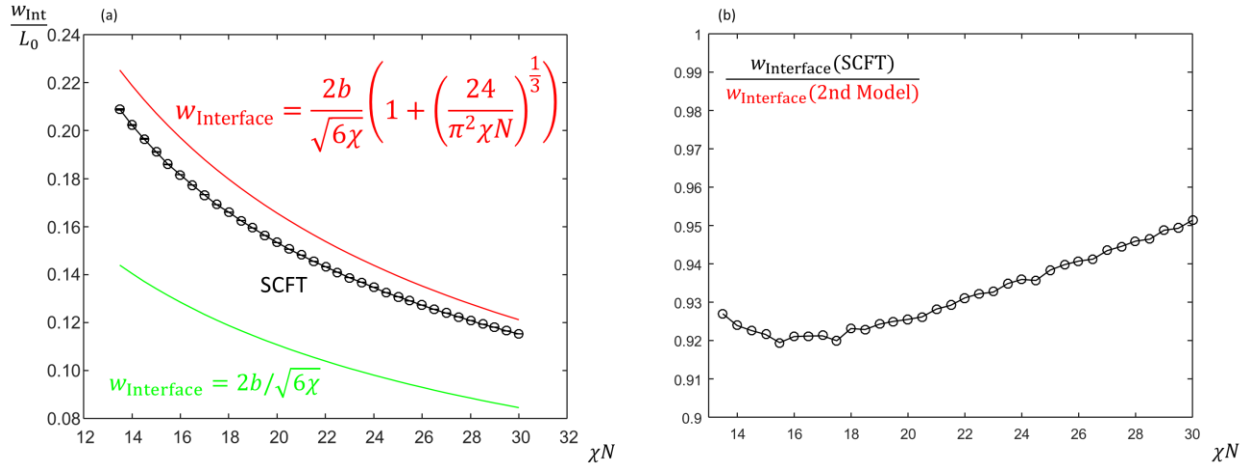 w_Int/L_0
(a)
0.24
0.22
0.20
0.18
0.16
0.14
0.12
0.10
0.08
w_Interface = 2b/√(6χ) (1 + (24/(π²χN))^(1/3))
SCFT
w_Interface = 2b/√6χ
12 14 16 18 20 22 24 26 28 30 32
χN
(b)
1
0.99
0.98
0.97
0.96
0.95
0.94
0.93
0.92
0.91
0.9
w_Interface(SCFT)
w_Interface(2nd Model)
14 16 18 20 22 24 26 28 30
χN